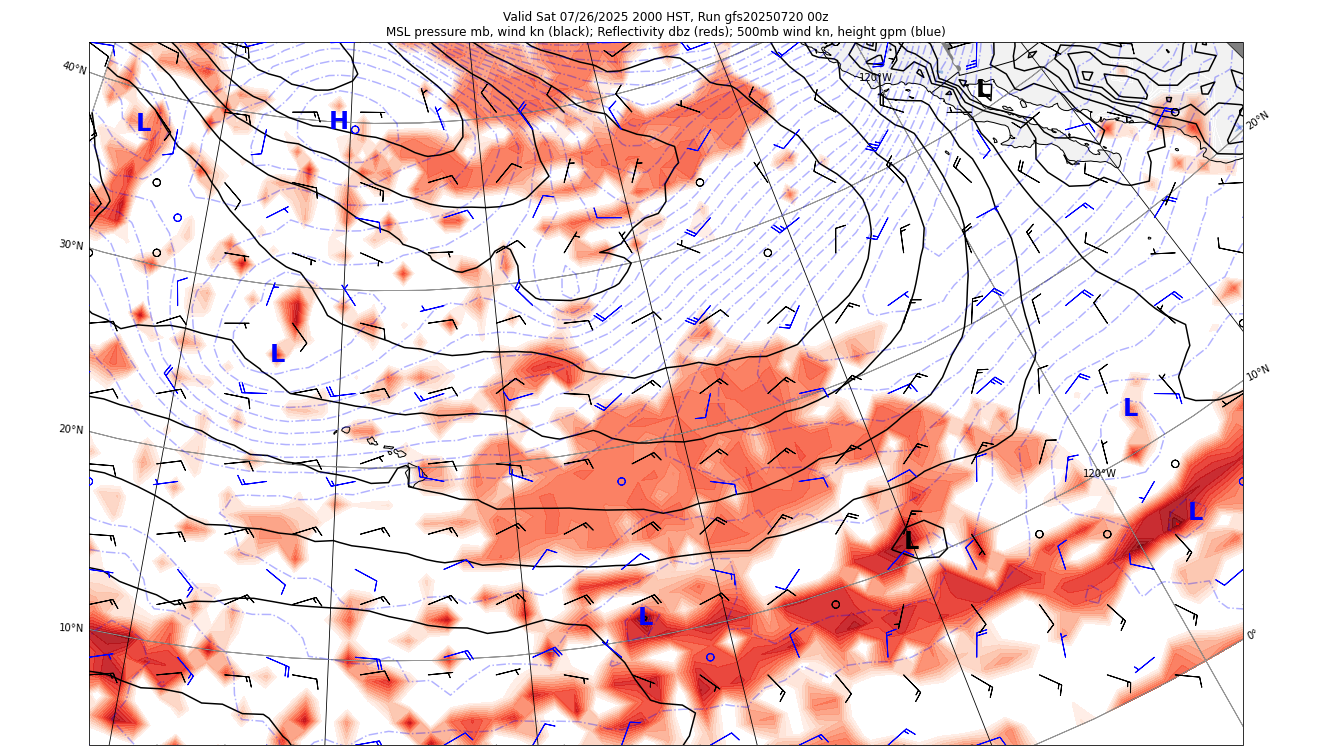 Valid Sat 07/26/2025 2000 HST, Run gfs20250720 00z
MSL pressure mb, wind kn (black); Reflectivity dbz (reds); 500mb wind kn, height gpm (blue)
40°N
120°W
L
20°N
L
H
30°N
L
10°N
L
20°N
120°W
L
L
10°N
L
0°